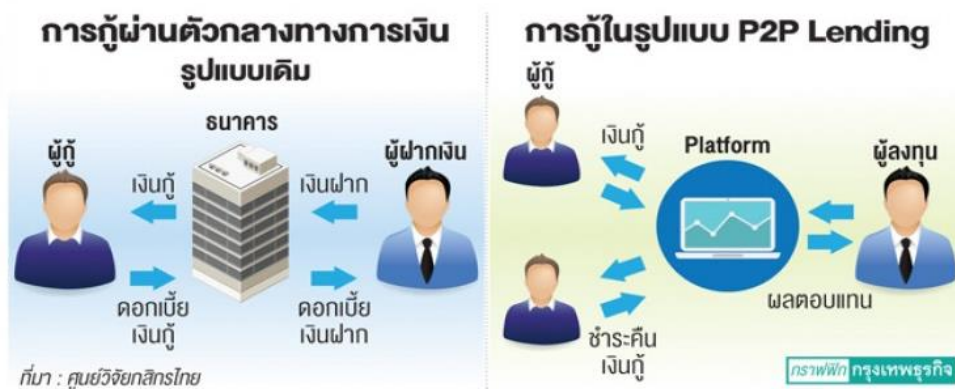 การกู้ผ่านตัวกลางทางการเงิน
รูปแบบเดิม
ธนาคาร
ผู้กู้
ผู้ฝากเงิน
เงินกู้
เงินฝาก
ดอกเบี้ย
เงินกู้
ดอกเบี้ย
เงินฝาก
ที่มา : ศูนย์วิจัยกสิกรไทย
การกู้ในรูปแบบ P2P Lending
ผู้กู้
เงินกู้
Platform
ผู้ลงทุน
ผลตอบแทน
ชำระคืน
เงินกู้
กราฟฟิก กรุงเทพธุรกิจ